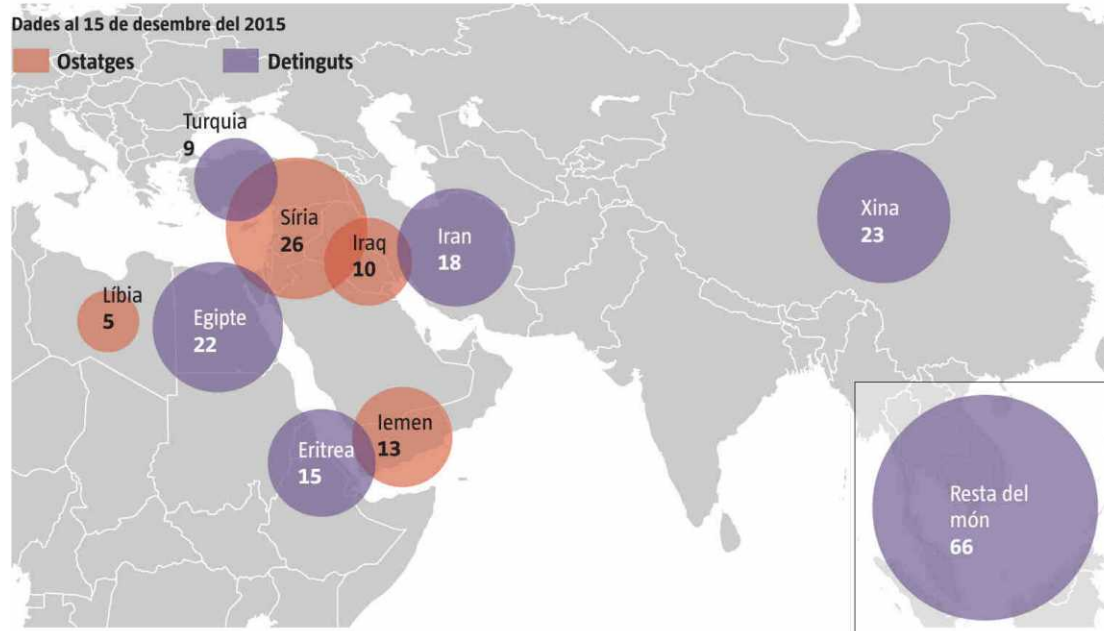 Dades al 15 de desembre del 2015
Ostatges
Detinguts
Turquia
9
Síria
26
Iraq
10
Iran
18
Xina
23
Líbia
5
Egipte
22
Iemen
13
Eritrea
15
Resta del
món
66